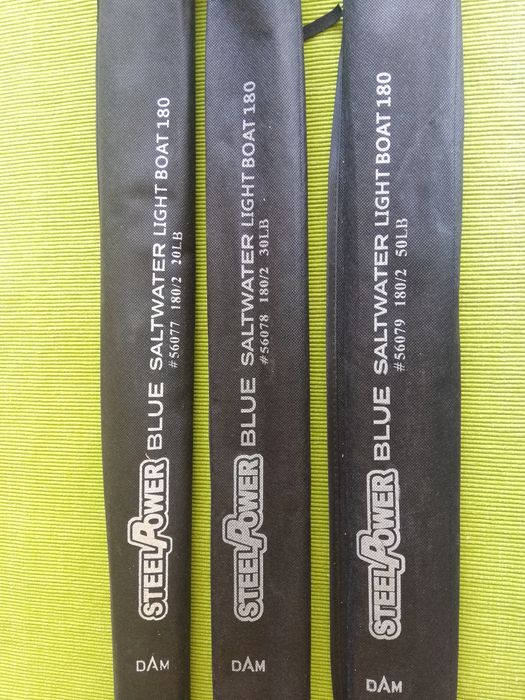 STEELPOWER BLUE SALTWATER LIGHT BOAT 180
#56077 180/2 20LB
DAM
STEELPOWER BLUE SALTWATER LIGHT BOAT 180
#56078 180/2 30LB
DAM
STEELPOWER BLUE SALTWATER LIGHT BOAT 180
#56079 180/2 50LB
DAM